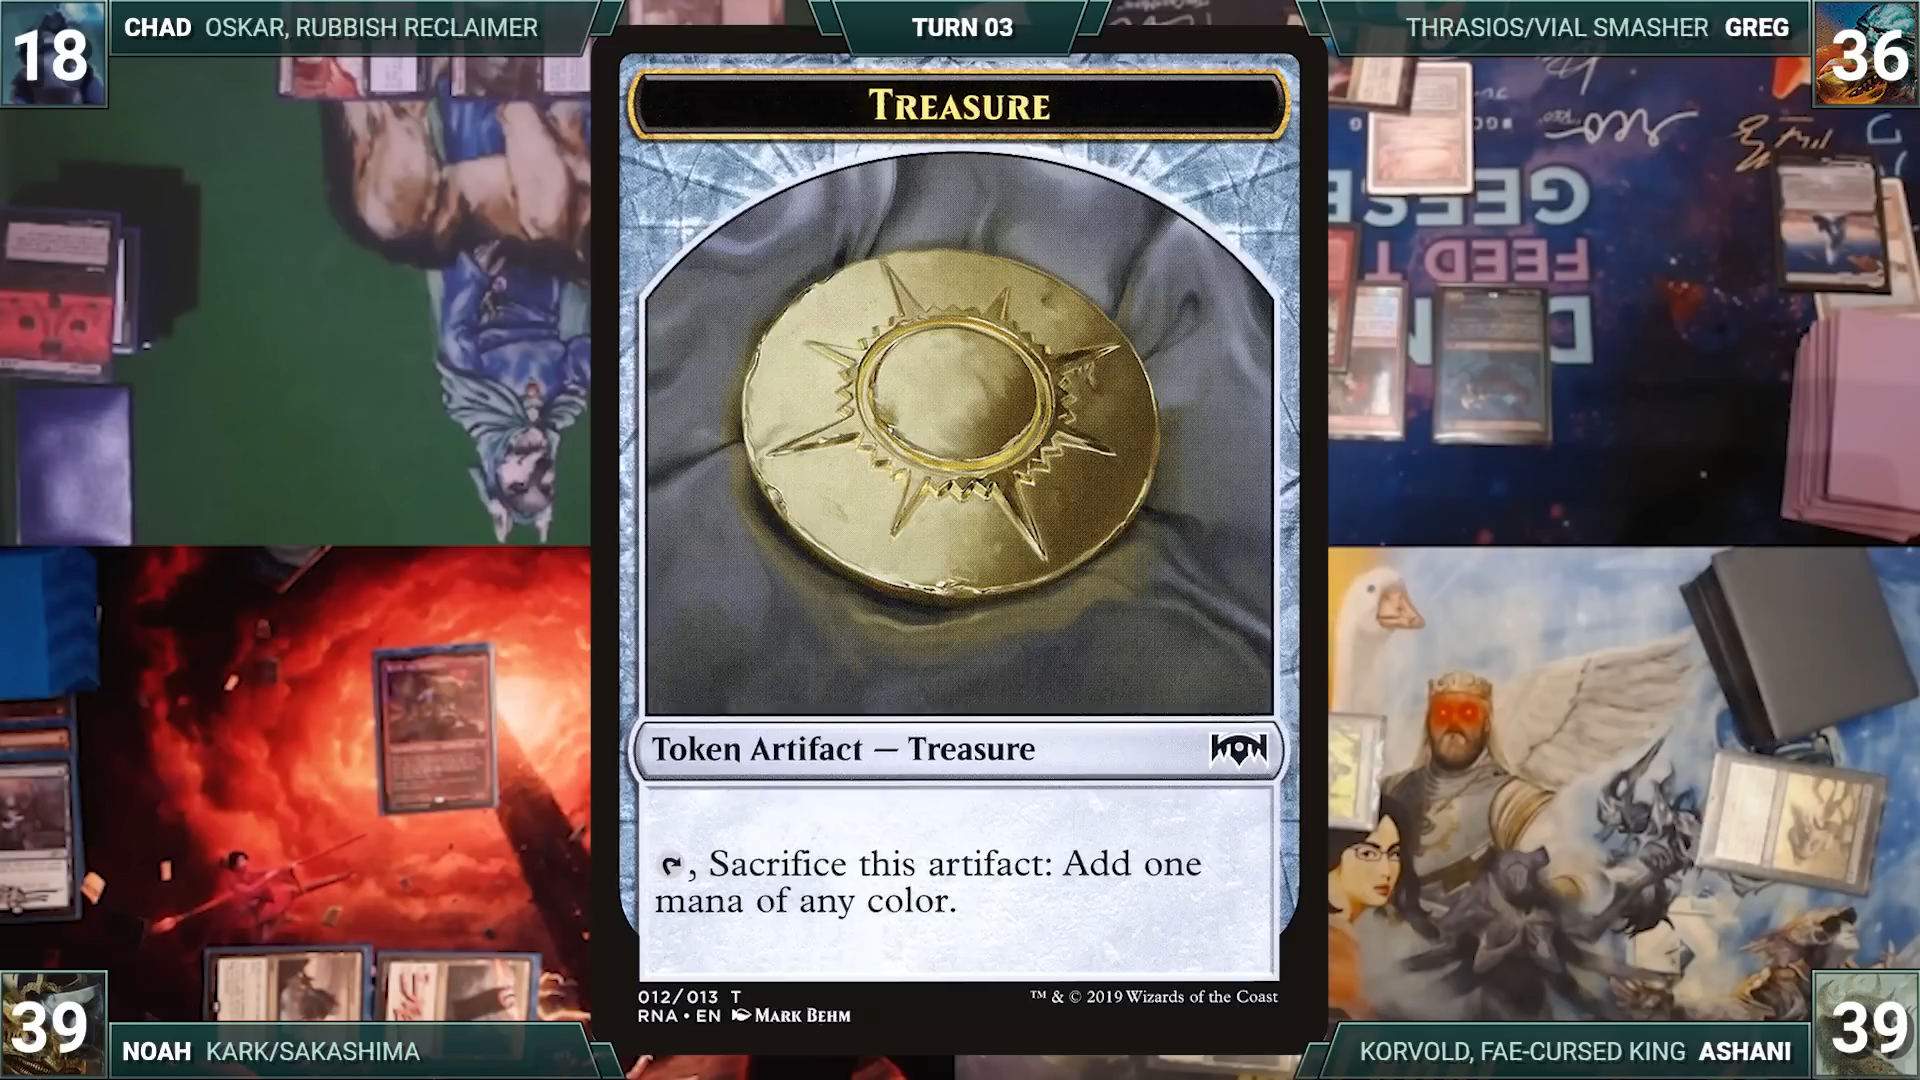 18
CHAD OSKAR, RUBBISH RECLAIMER
TURN 03
THRASIOS/VIAL SMASHER GREG
36
TREASURE
GEESE
FEED T
Token Artifact — Treasure
, Sacrifice this artifact: Add one
mana of any color.
012/013 T
RNA • EN MARK BEHM
™ & © 2019 Wizards of the Coast
39
NOAH KARK/SAKASHIMA
KORVOLD, FAE-CURSED KING ASHANI
39